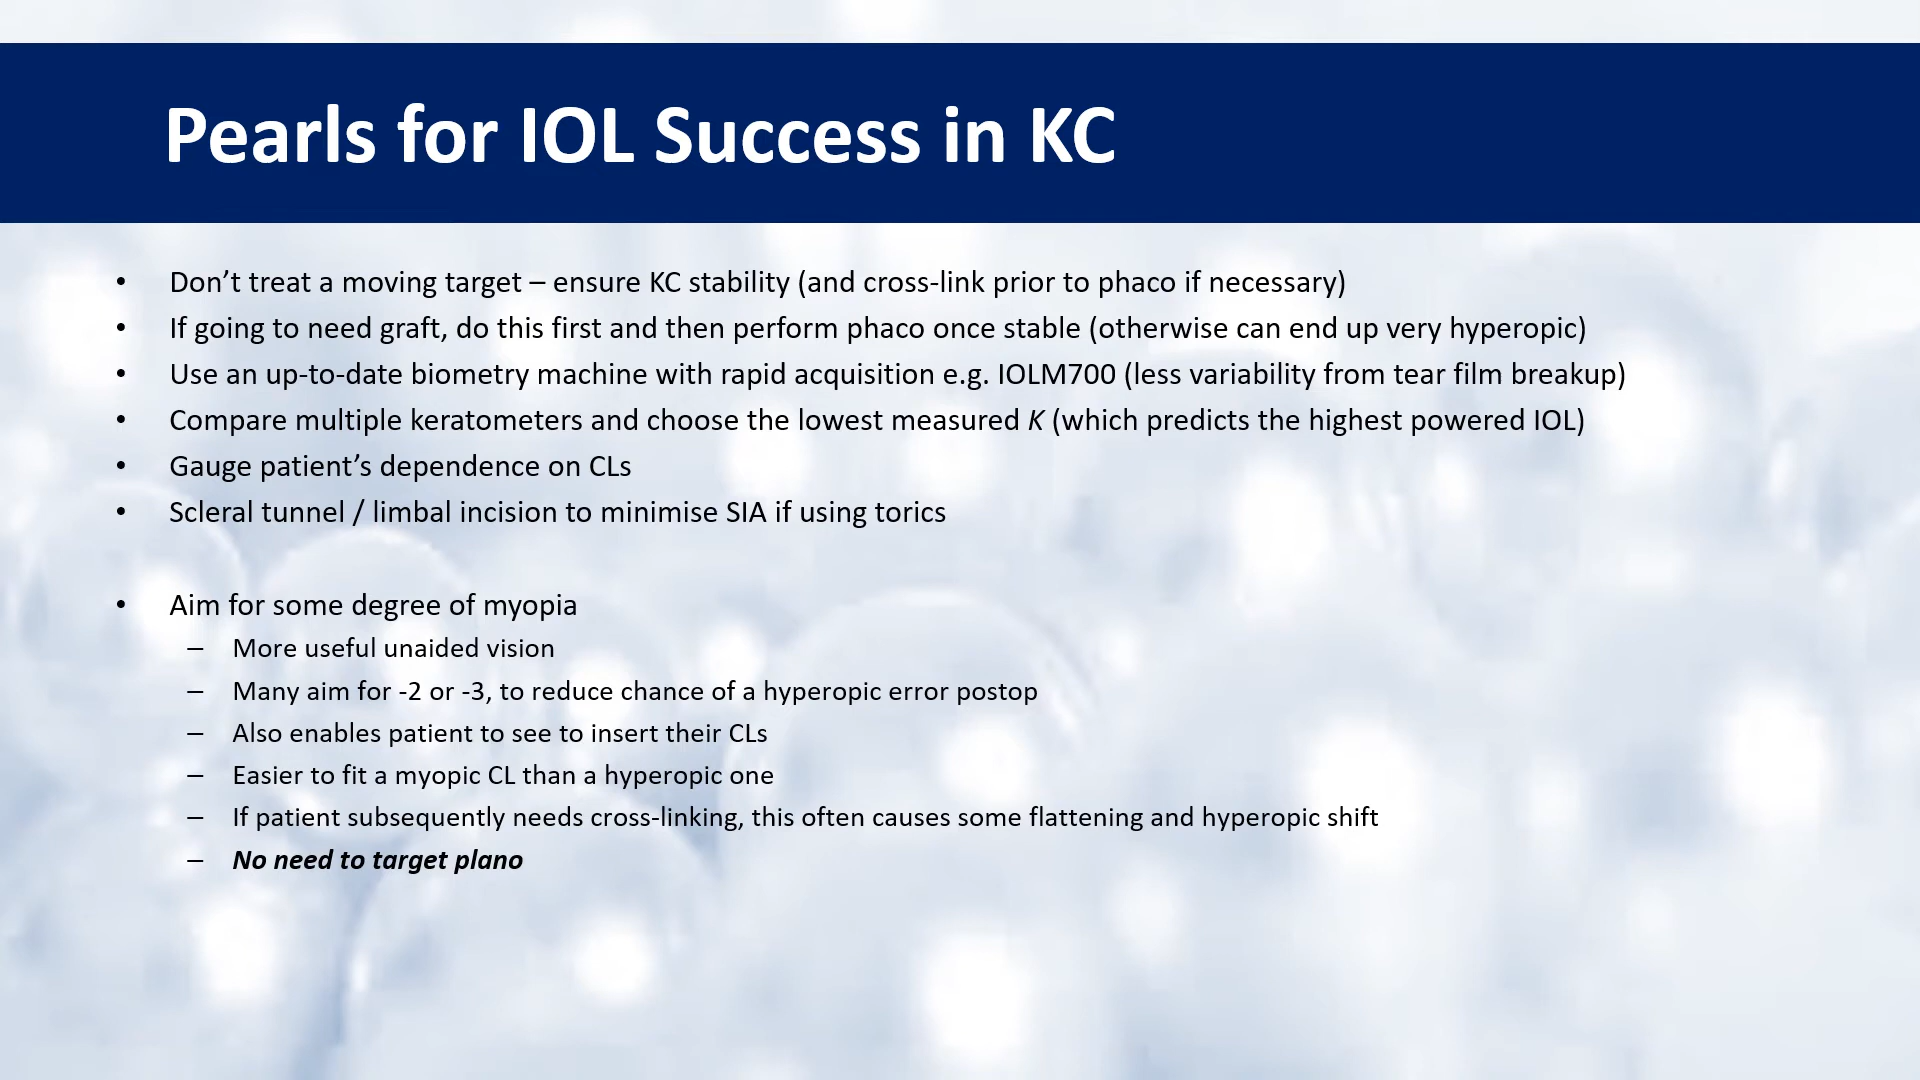 Pearls for IOL Success in KC
• Don’t treat a moving target – ensure KC stability (and cross-link prior to phaco if necessary)
• If going to need graft, do this first and then perform phaco once stable (otherwise can end up very hyperopic)
• Use an up-to-date biometry machine with rapid acquisition e.g. IOLM700 (less variability from tear film breakup)
• Compare multiple keratometers and choose the lowest measured K (which predicts the highest powered IOL)
• Gauge patient’s dependence on CLs
• Scleral tunnel / limbal incision to minimise SIA if using torics
• Aim for some degree of myopia
– More useful unaided vision
– Many aim for -2 or -3, to reduce chance of a hyperopic error postop
– Also enables patient to see to insert their CLs
– Easier to fit a myopic CL than a hyperopic one
– If patient subsequently needs cross-linking, this often causes some flattening and hyperopic shift
– No need to target plano